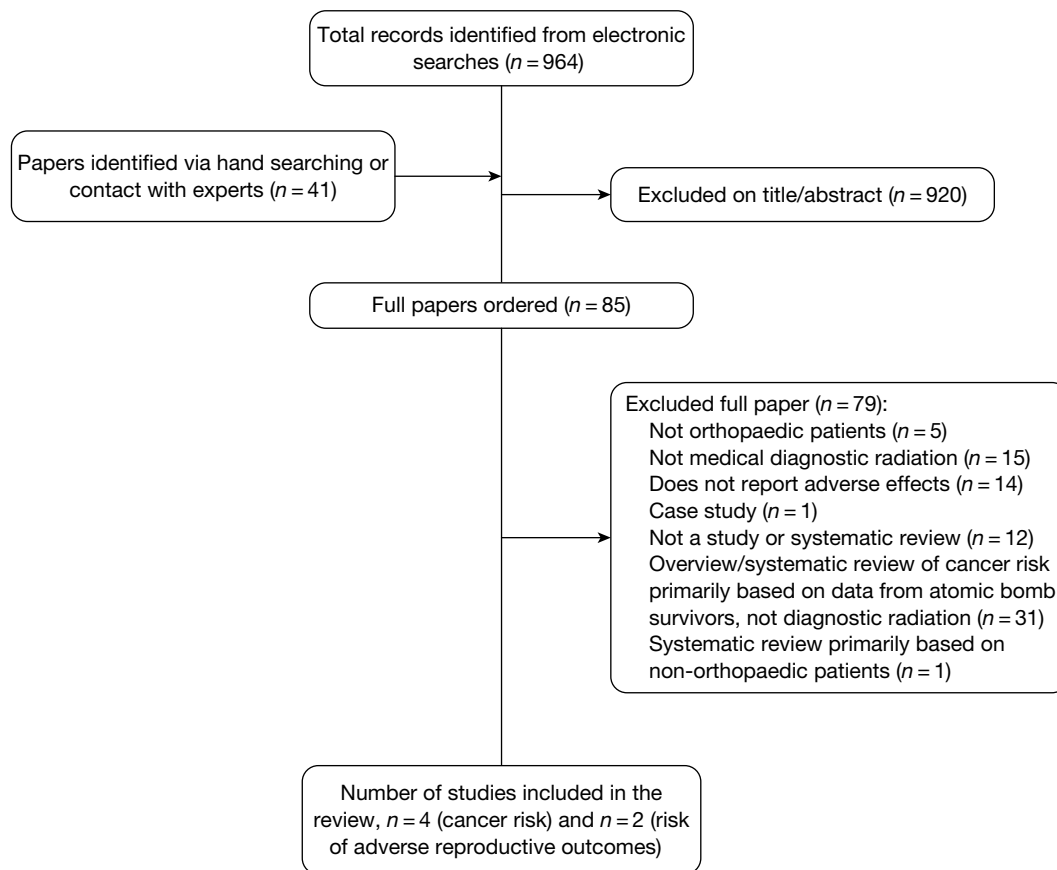 Total records identified from electronic
searches (n = 964)
Papers identified via hand searching or
contact with experts (n = 41)
Excluded on title/abstract (n = 920)
Full papers ordered (n = 85)
Excluded full paper (n = 79):
Not orthopaedic patients (n = 5)
Not medical diagnostic radiation (n = 15)
Does not report adverse effects (n = 14)
Case study (n = 1)
Not a study or systematic review (n = 12)
Overview/systematic review of cancer risk
primarily based on data from atomic bomb
survivors, not diagnostic radiation (n = 31)
Systematic review primarily based on
non-orthopaedic patients (n = 1)
Number of studies included in the
review, n = 4 (cancer risk) and n = 2 (risk
of adverse reproductive outcomes)